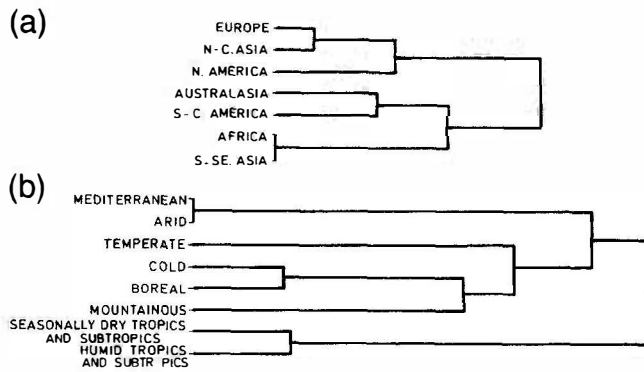 (a)
EUROPE
N-C.ASIA
N. AMERICA
AUSTRALASIA
S-C AMERICA
AFRICA
S-SE. ASIA
(b)
MEDITERRANEAN
ARID
TEMPERATE
COLD
BOREAL
MOUNTAINOUS
SEASONALLY DRY TROPICS
AND SUBTROPICS
HUMID TROPICS
AND SUBTR PICS